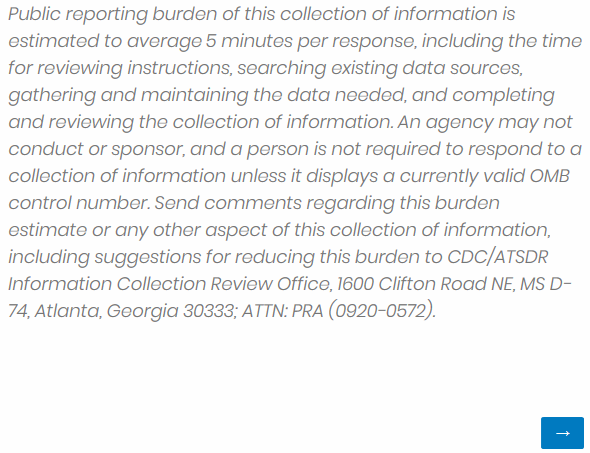 Public reporting burden of this collection of information is
estimated to average 5 minutes per response, including the time
for reviewing instructions, searching existing data sources,
gathering and maintaining the data needed, and completing
and reviewing the collection of information. An agency may not
conduct or sponsor, and a person is not required to respond to a
collection of information unless it displays a currently valid OMB
control number. Send comments regarding this burden
estimate or any other aspect of this collection of information,
including suggestions for reducing this burden to CDC/ATSDR
Information Collection Review Office, 1600 Clifton Road NE, MS D-
74, Atlanta, Georgia 30333; ATTN: PRA (0920-0572).
→